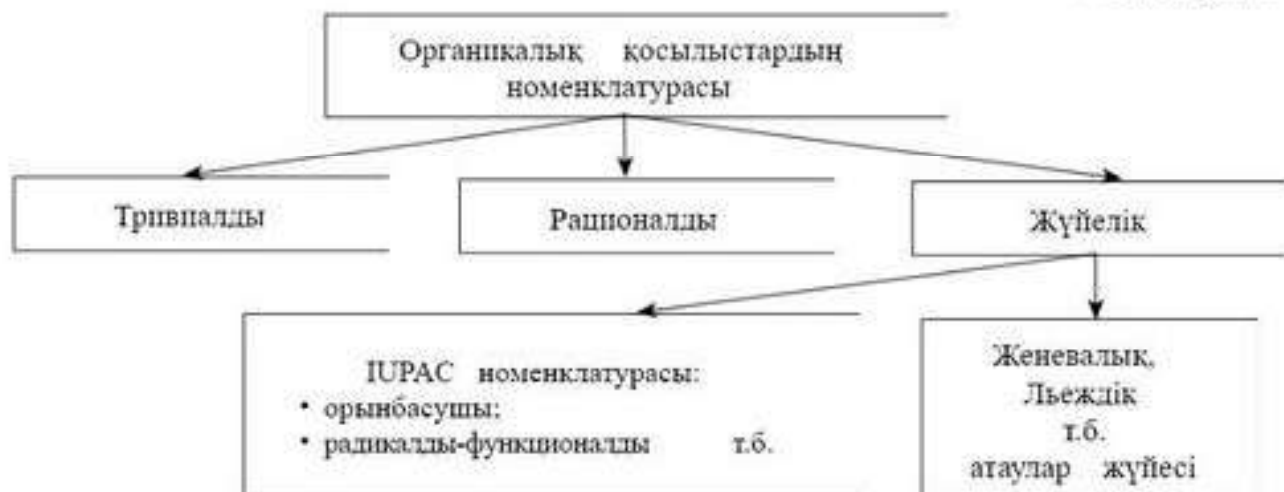 Органикалық қосылыстардың
номенклатурасы
Тривиалды
Рационалды
Жүйелік
IUPAC номенклатурасы:
• орынбасушы;
• радикалды-функционалды т.б.
Женевалық,
Льеждік
т.б.
атаулар жүйесі